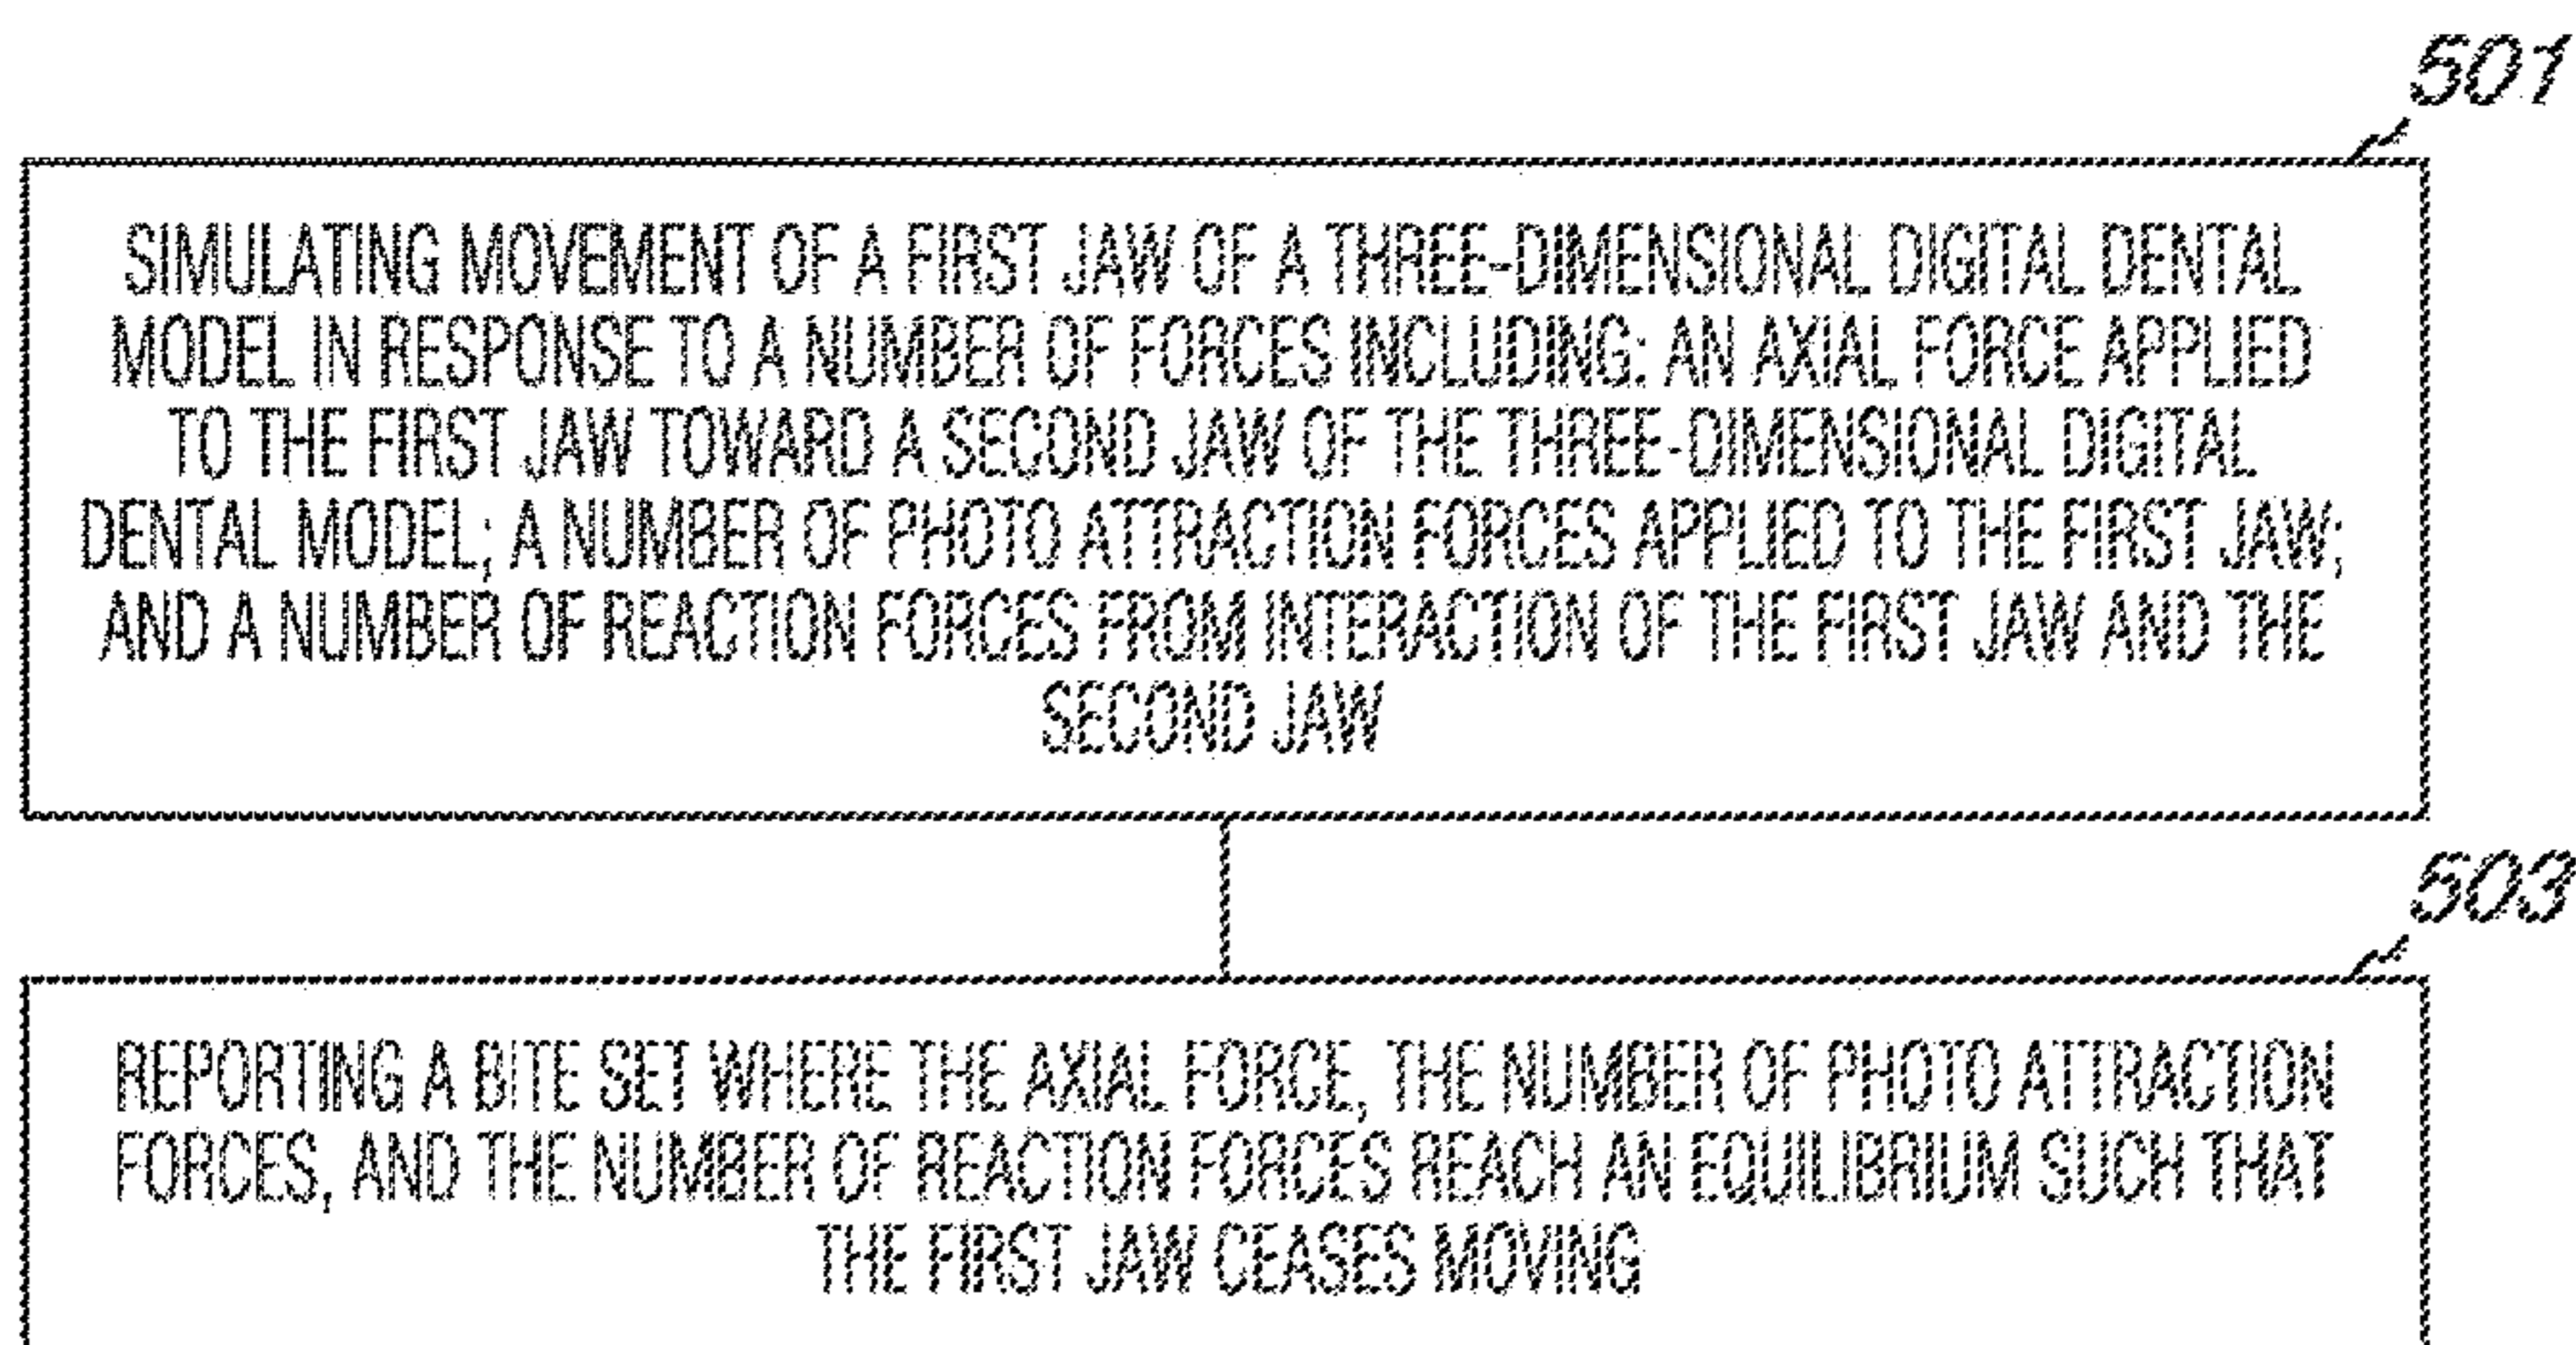 501
SIMULATING MOVEMENT OF A FIRST JAW OF A THREE-DIMENSIONAL DIGITAL DENTAL
MODEL IN RESPONSE TO A NUMBER OF FORCES INCLUDING: AN AXIAL FORCE APPLIED
TO THE FIRST JAW TOWARD A SECOND JAW OF THE THREE-DIMENSIONAL DIGITAL
DENTAL MODEL; A NUMBER OF PHOTO ATTRACTION FORCES APPLIED TO THE FIRST JAW;
AND A NUMBER OF REACTION FORCES FROM INTERACTION OF THE FIRST JAW AND THE
SECOND JAW
503
REPORTING A BITE SET WHERE THE AXIAL FORCE, THE NUMBER OF PHOTO ATTRACTION
FORCES, AND THE NUMBER OF REACTION FORCES REACH AN EQUILIBRIUM SUCH THAT
THE FIRST JAW CEASES MOVING